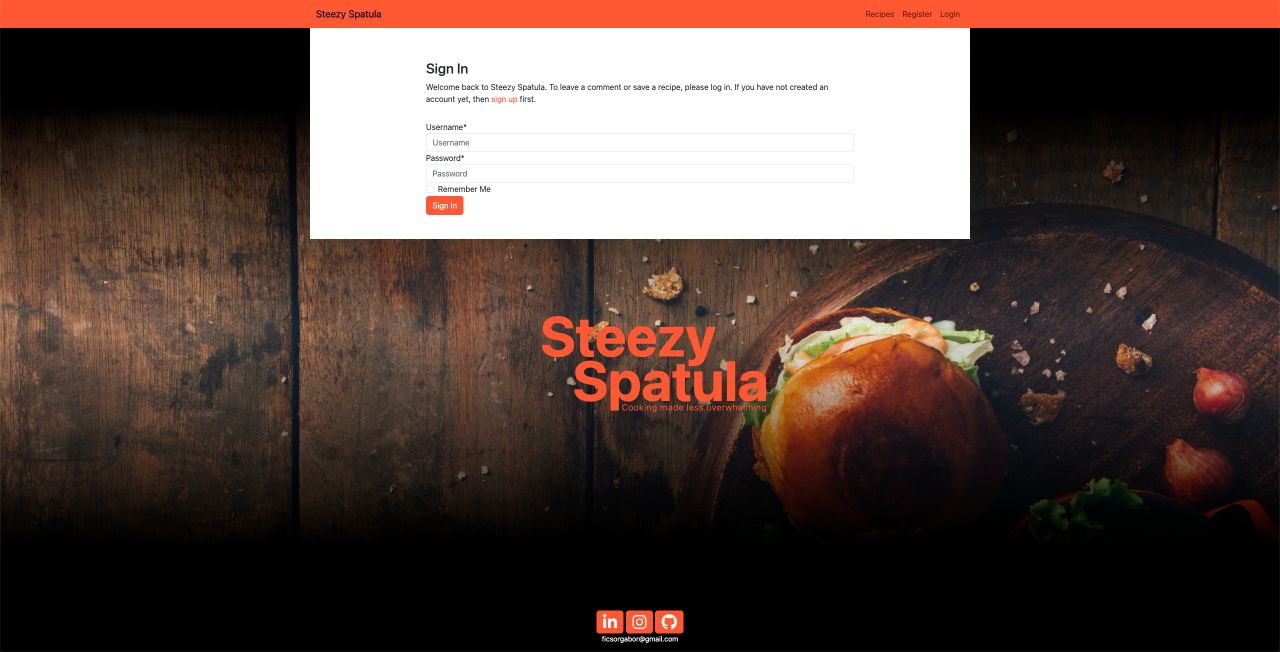 Steezy Spatula
Recipes Register Login
Sign In
Welcome back to Steezy Spatula. To leave a comment or save a recipe, please log in. If you have not created an
account yet, then sign up first.
Username*
Username
Password*
Password
Remember Me
Sign In
Steezy
Spatula
Cooking made less overwhelming
in
ficsorgabor@gmail.com